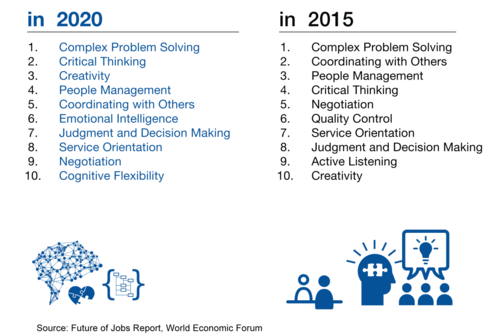 in 2020
1. Complex Problem Solving
2. Critical Thinking
3. Creativity
4. People Management
5. Coordinating with Others
6. Emotional Intelligence
7. Judgment and Decision Making
8. Service Orientation
9. Negotiation
10. Cognitive Flexibility
in 2015
1. Complex Problem Solving
2. Coordinating with Others
3. People Management
4. Critical Thinking
5. Negotiation
6. Quality Control
7. Service Orientation
8. Judgment and Decision Making
9. Active Listening
10. Creativity
Source: Future of Jobs Report, World Economic Forum